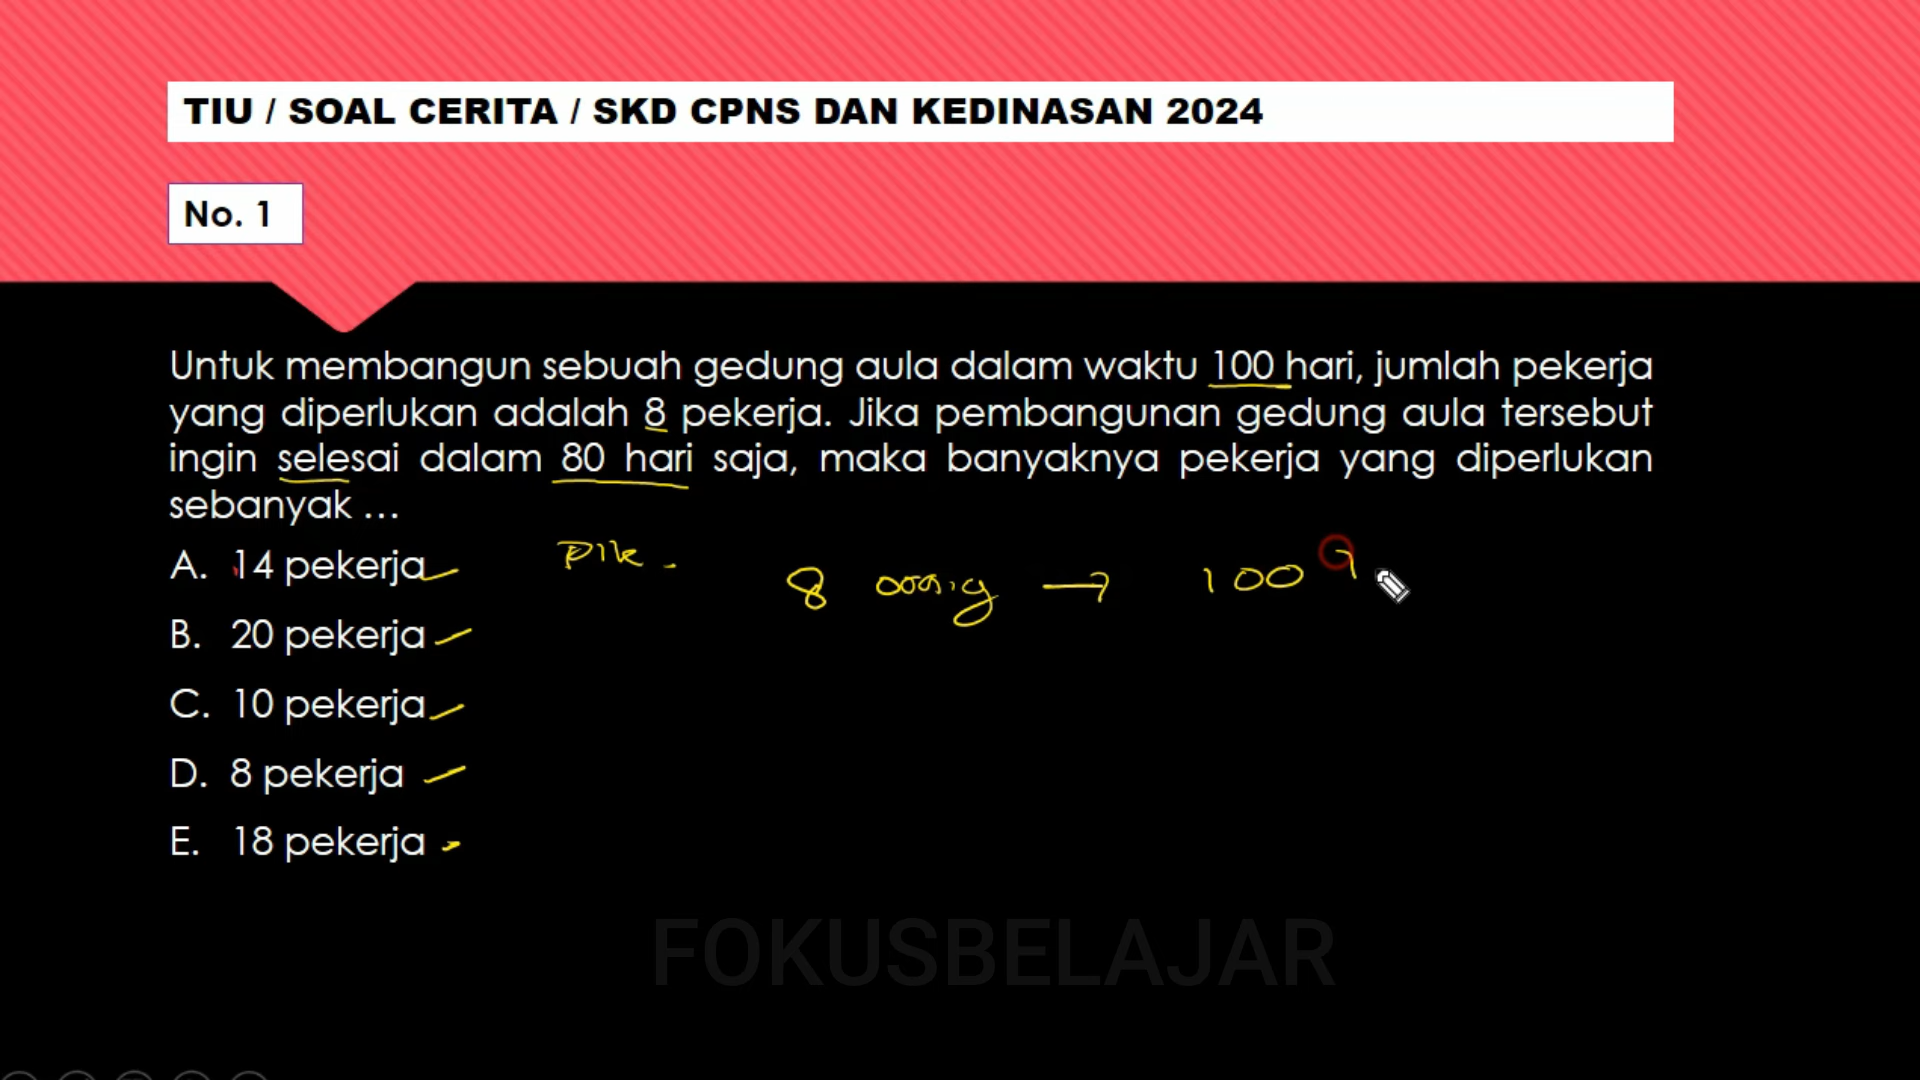 TIU / SOAL CERITA / SKD CPNS DAN KEDINASAN 2024
No. 1
Untuk membangun sebuah gedung aula dalam waktu 100 hari, jumlah pekerja
yang diperlukan adalah 8 pekerja. Jika pembangunan gedung aula tersebut
ingin selesai dalam 80 hari saja, maka banyaknya pekerja yang diperlukan
sebanyak ...
A. 14 pekerja
B. 20 pekerja
C. 10 pekerja
D. 8 pekerja
E. 18 pekerja
8 → 100
FOKUSBELAJAR